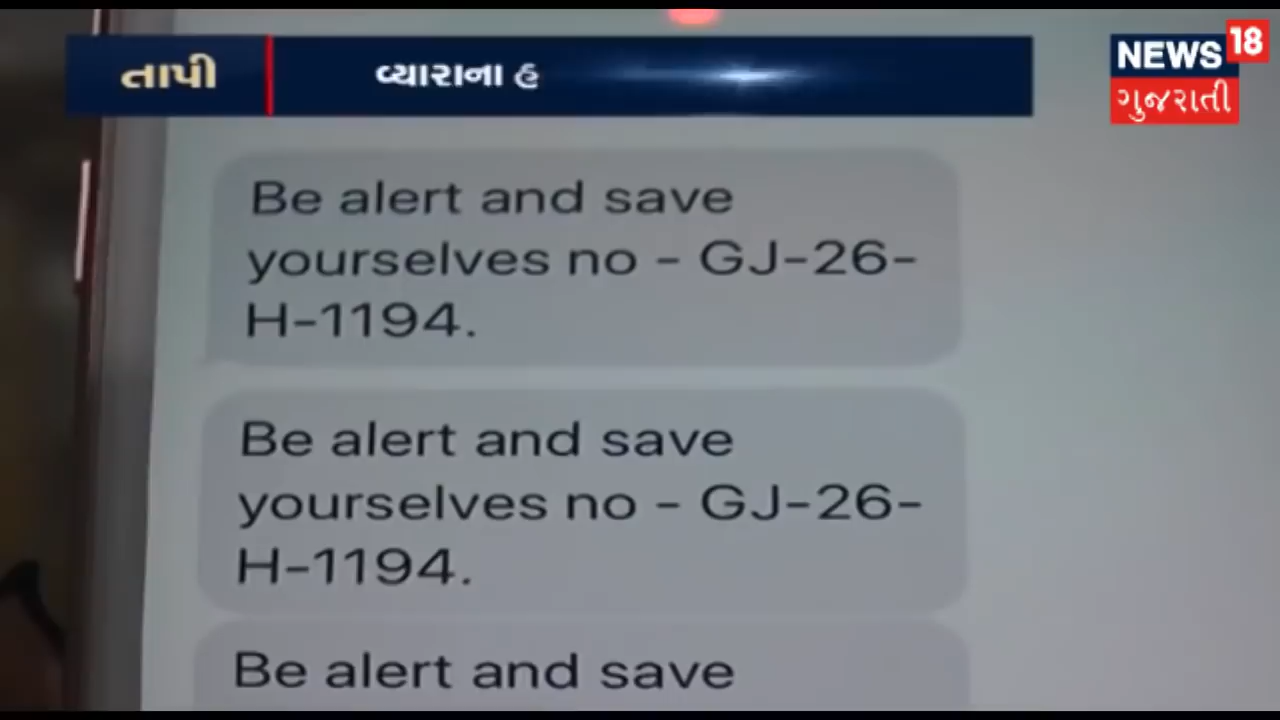 તાપી
વ્યારાના હ
NEWS 18
ગુજરાતી
Be alert and save
yourselves no - GJ-26-
H-1194.
Be alert and save
yourselves no - GJ-26-
H-1194.
Be alert and save